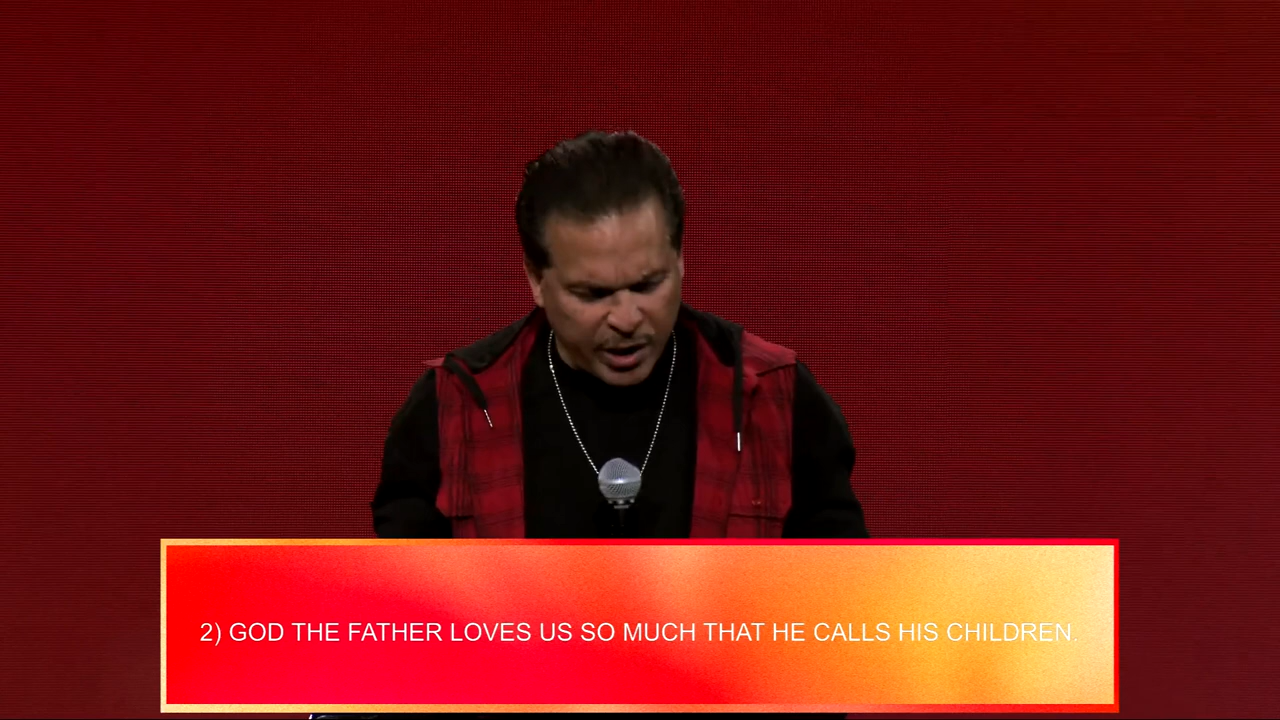 2) GOD THE FATHER LOVES US SO MUCH THAT HE CALLS HIS CHILDREN.